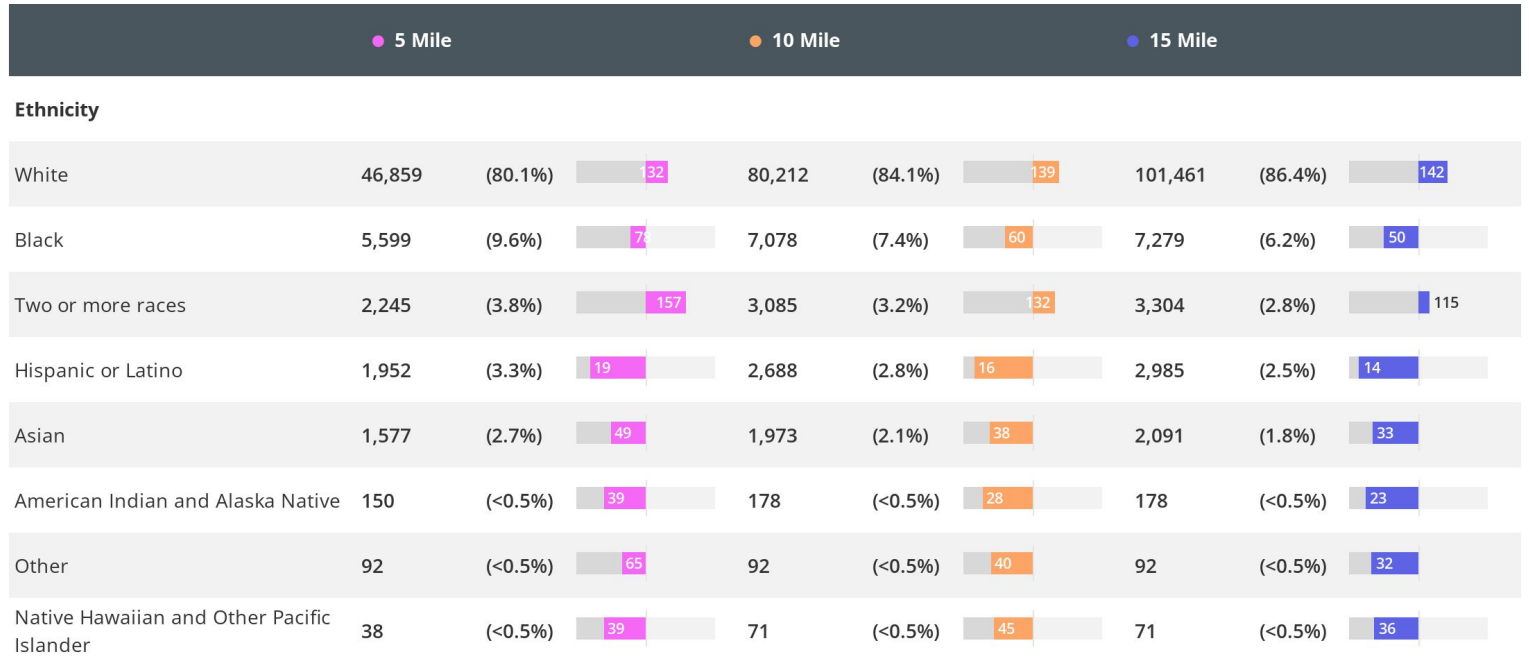 5 Mile 10 Mile 15 Mile
Ethnicity
White 46,859 (80.1%) 132 80,212 (84.1%) 139 101,461 (86.4%) 142
Black 5,599 (9.6%) 78 7,078 (7.4%) 60 7,279 (6.2%) 50
Two or more races 2,245 (3.8%) 157 3,085 (3.2%) 132 3,304 (2.8%) 115
Hispanic or Latino 1,952 (3.3%) 19 2,688 (2.8%) 16 2,985 (2.5%) 14
Asian 1,577 (2.7%) 49 1,973 (2.1%) 38 2,091 (1.8%) 33
American Indian and Alaska Native 150 (<0.5%) 39 178 (<0.5%) 28 178 (<0.5%) 23
Other 92 (<0.5%) 65 92 (<0.5%) 40 92 (<0.5%) 32
Native Hawaiian and Other Pacific
Islander 38 (<0.5%) 39 71 (<0.5%) 45 71 (<0.5%) 36